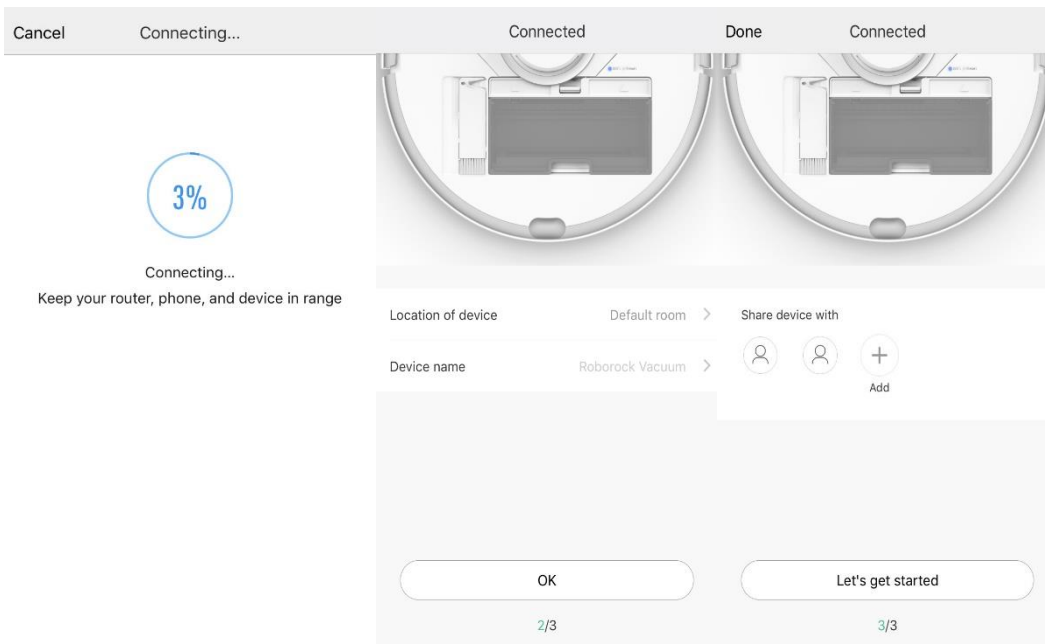 Cancel
Connecting...
3%
Connecting...
Keep your router, phone, and device in range
Connected
Location of device
Default room
Device name
Roborock Vacuum
OK
2/3
Done
Connected
Share device with
Add
Let's get started
3/3